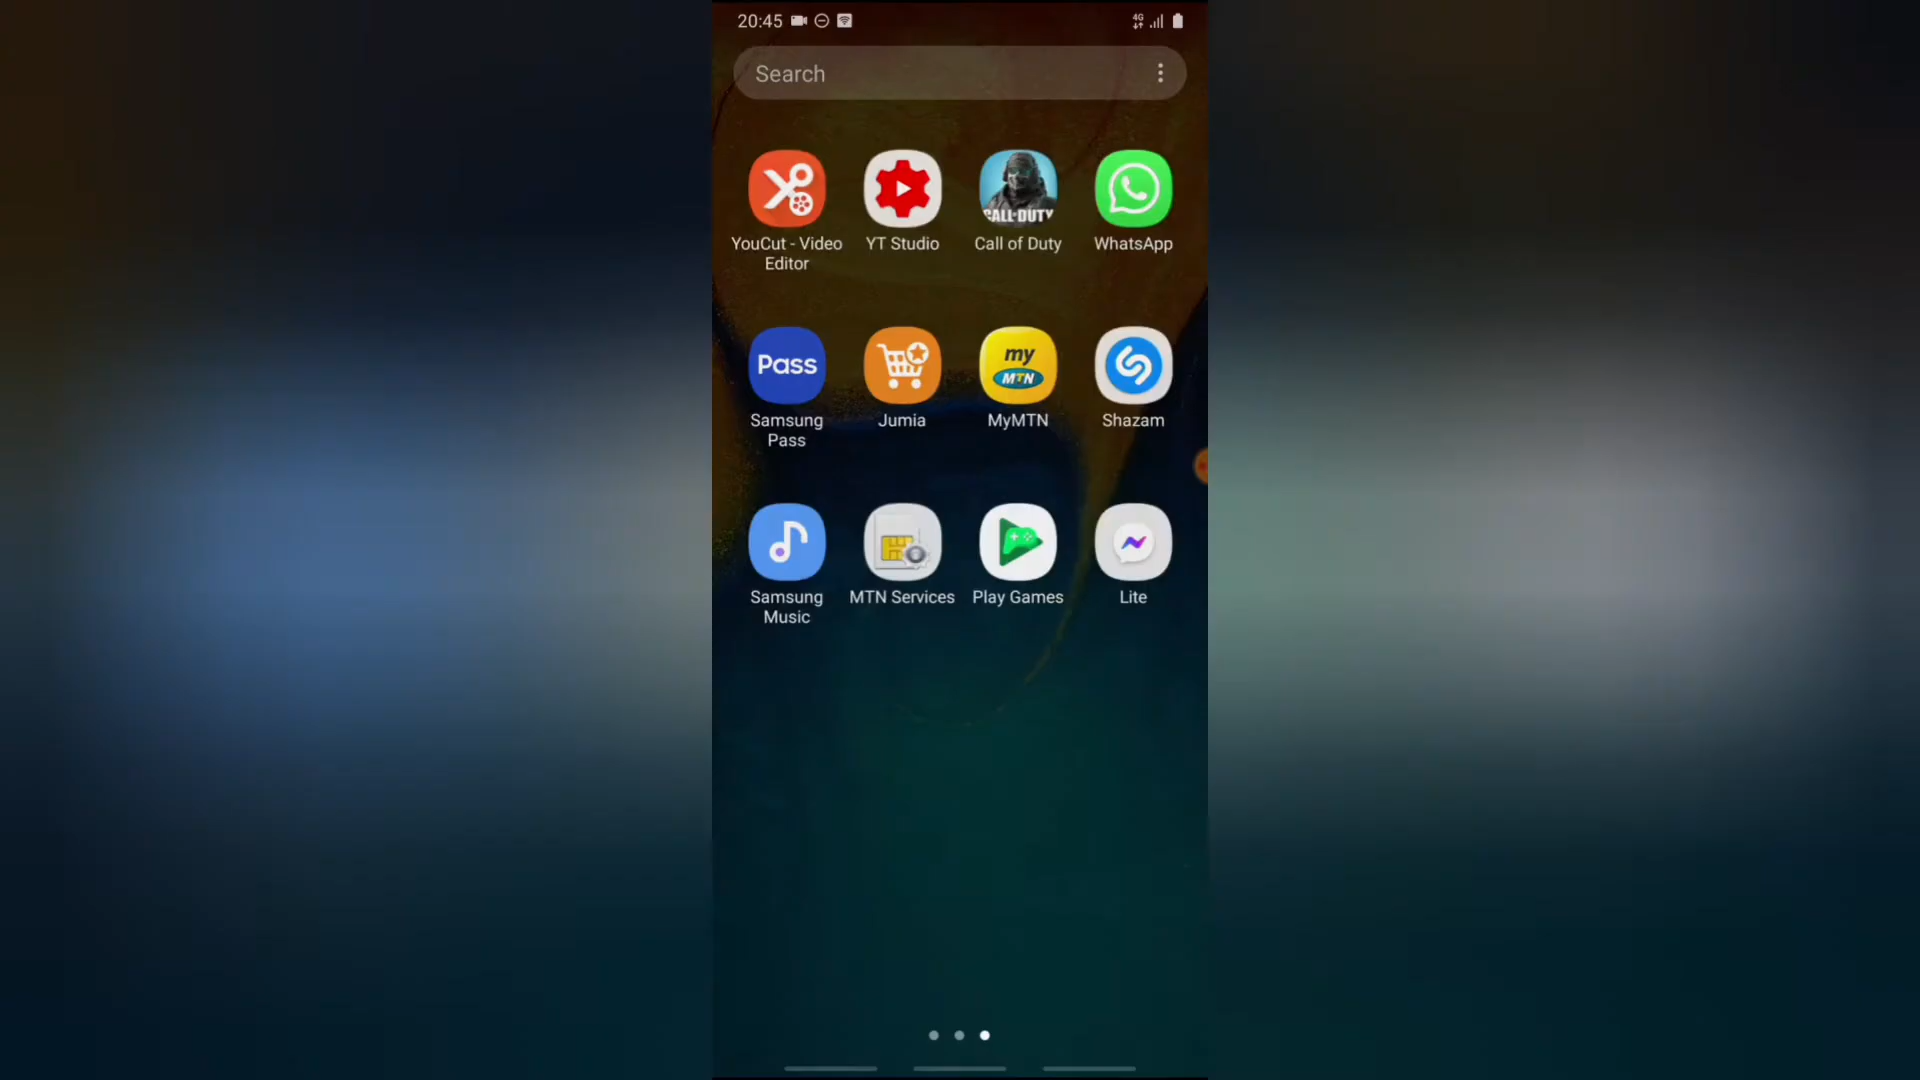 20:45
4G
Search
CALL·DUTY
YouCut - Video
Editor
YT Studio
Call of Duty
WhatsApp
Pass
my
MTN
Samsung
Pass
Jumia
MyMTN
Shazam
Samsung
Music
MTN Services
Play Games
Lite